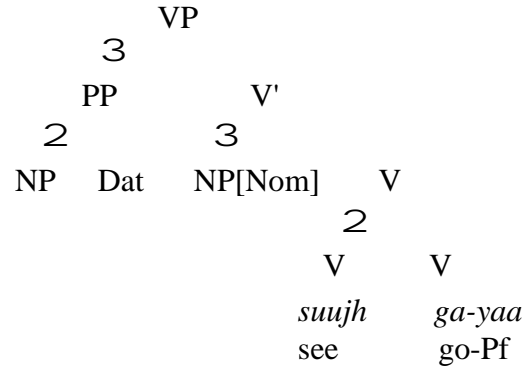 VP
3
PP V'
2 3
NP Dat NP[Nom] V
2
V V
suujh ga-yaa
see go-Pf